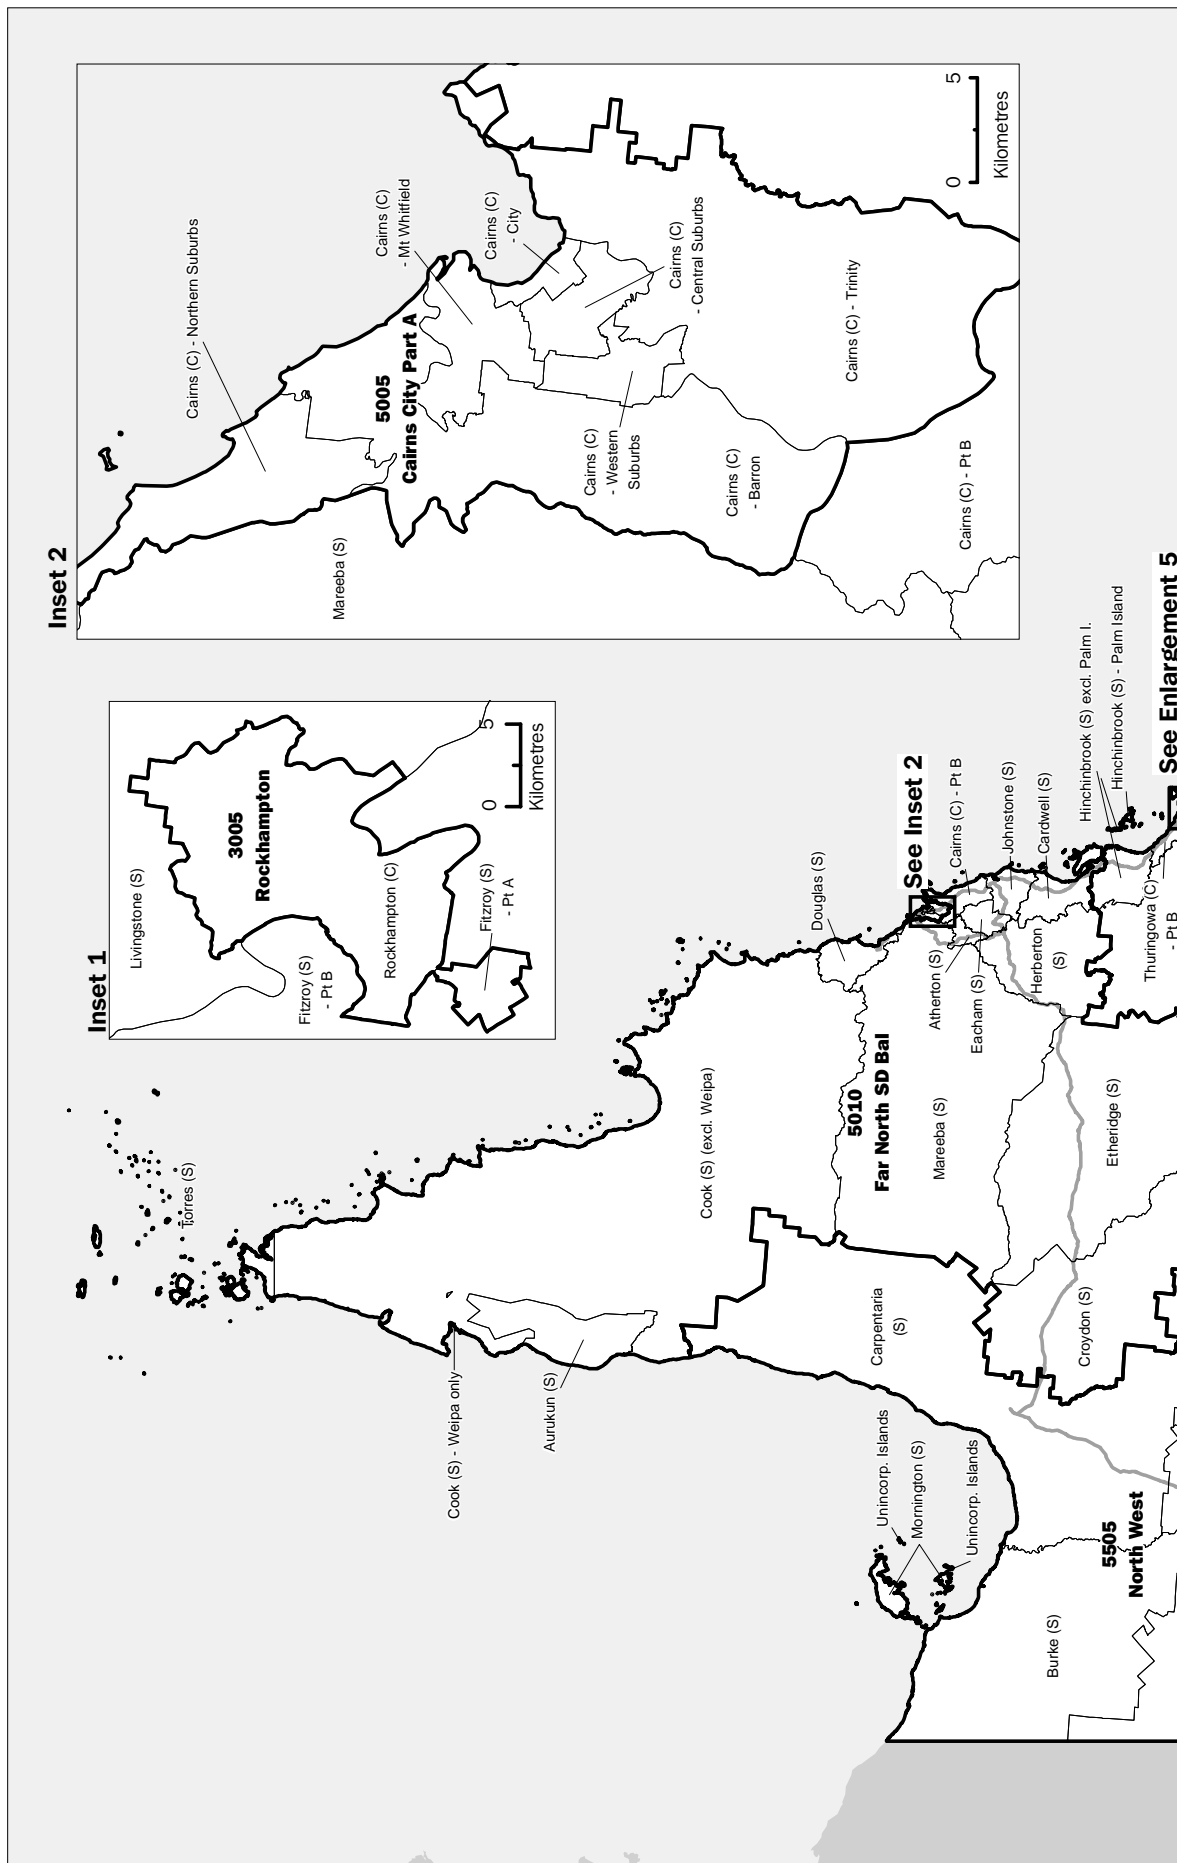 Inset 2
Cairns (C) - Northern Suburbs
Cairns (C)
- Mt Whitfield
Cairns (C)
- City
5005
Cairns City Part A
Mareeba (S)
Cairns (C)
- Western
Suburbs
Cairns (C)
- Central Suburbs
Cairns (C)
- Barron
Cairns (C) - Trinity
Cairns (C) - Pt B
0
5
Kilometres
Inset 1
Livingstone (S)
3005
Rockhampton
Fitzroy (S)
- Pt B
Rockhampton (C)
Fitzroy (S)
- Pt A
0
5
Kilometres
Torres (S)
Cook (S) - Weipa only
Aurukun (S)
Cook (S) (excl. Weipa)
Douglas (S)
5010
Far North SD Bal
See Inset 2
Cairns (C) - Pt B
Atherton (S)
Eacham (S)
Mareeba (S)
Johnstone (S)
Herberton
(S)
Cardwell (S)
Hinchinbrook (S) excl. Palm I.
Hinchinbrook (S) - Palm Island
See Enlargement 5
Thuringowa (C)
- Pt B
Etheridge (S)
Croydon (S)
Carpentaria
(S)
Unincorp. Islands
Mornington (S)
Unincorp. Islands
5505
North West
Burke (S)